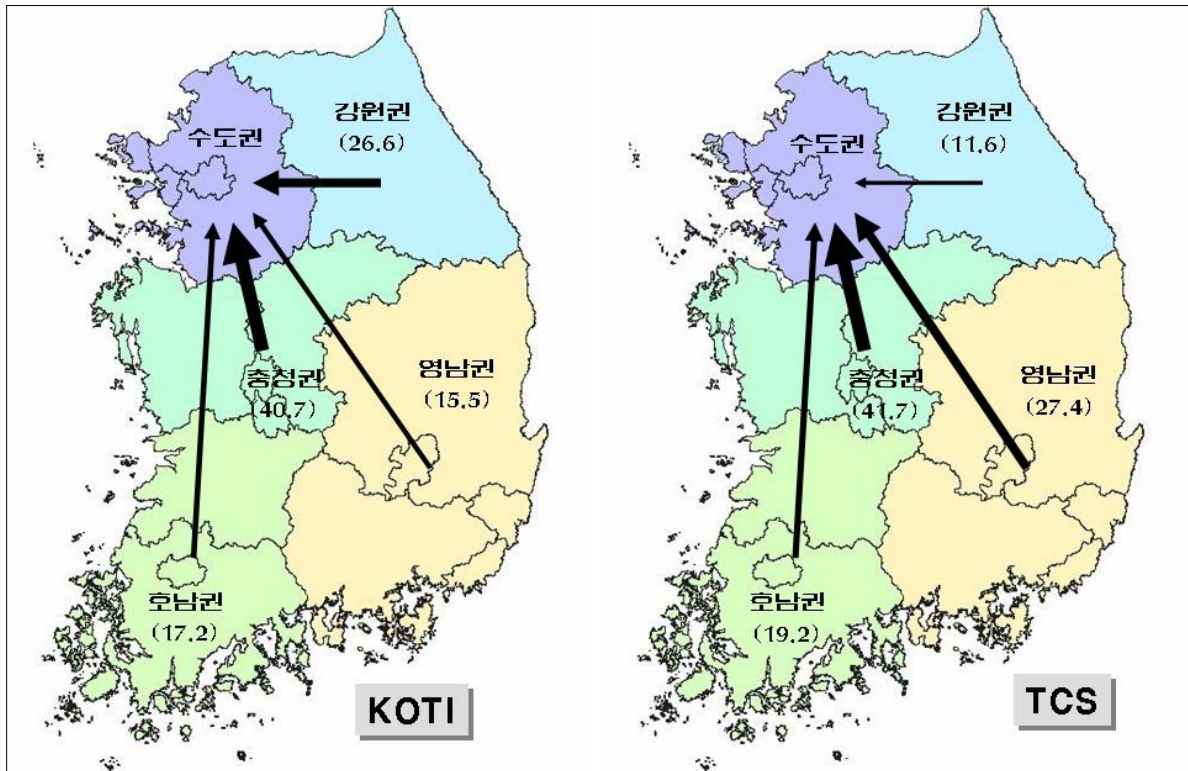 강원권
(26.6)
수도권
충청권
(40.7)
영남권
(15.5)
호남권
(17.2)
KOTI
강원권
(11.6)
수도권
충청권
(41.7)
영남권
(27.4)
호남권
(19.2)
TCS